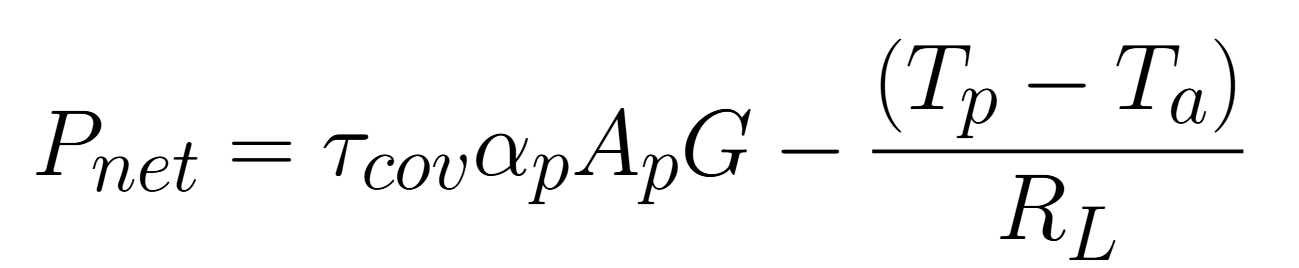 P_{net} = \tau_{cov} \alpha_p A_p G - \frac{(T_p - T_a)}{R_L}